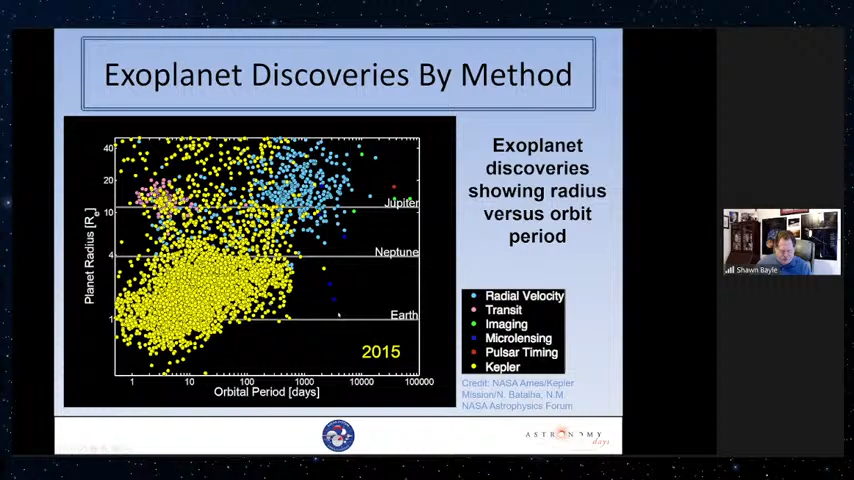 Exoplanet Discoveries By Method
40
20
10
4
1
Planet Radius [Re]
Jupiter
Neptune
Earth
2015
1
10
100
1000
10000
100000
Orbital Period [days]
Exoplanet
discoveries
showing radius
versus orbit
period
Radial Velocity
Transit
Imaging
Microlensing
Pulsar Timing
Kepler
Credit: NASA Ames/Kepler
Mission/N. Batalha, N.M.
NASA Astrophysics Forum
ASTRONOMY
days
Shawn Bayle